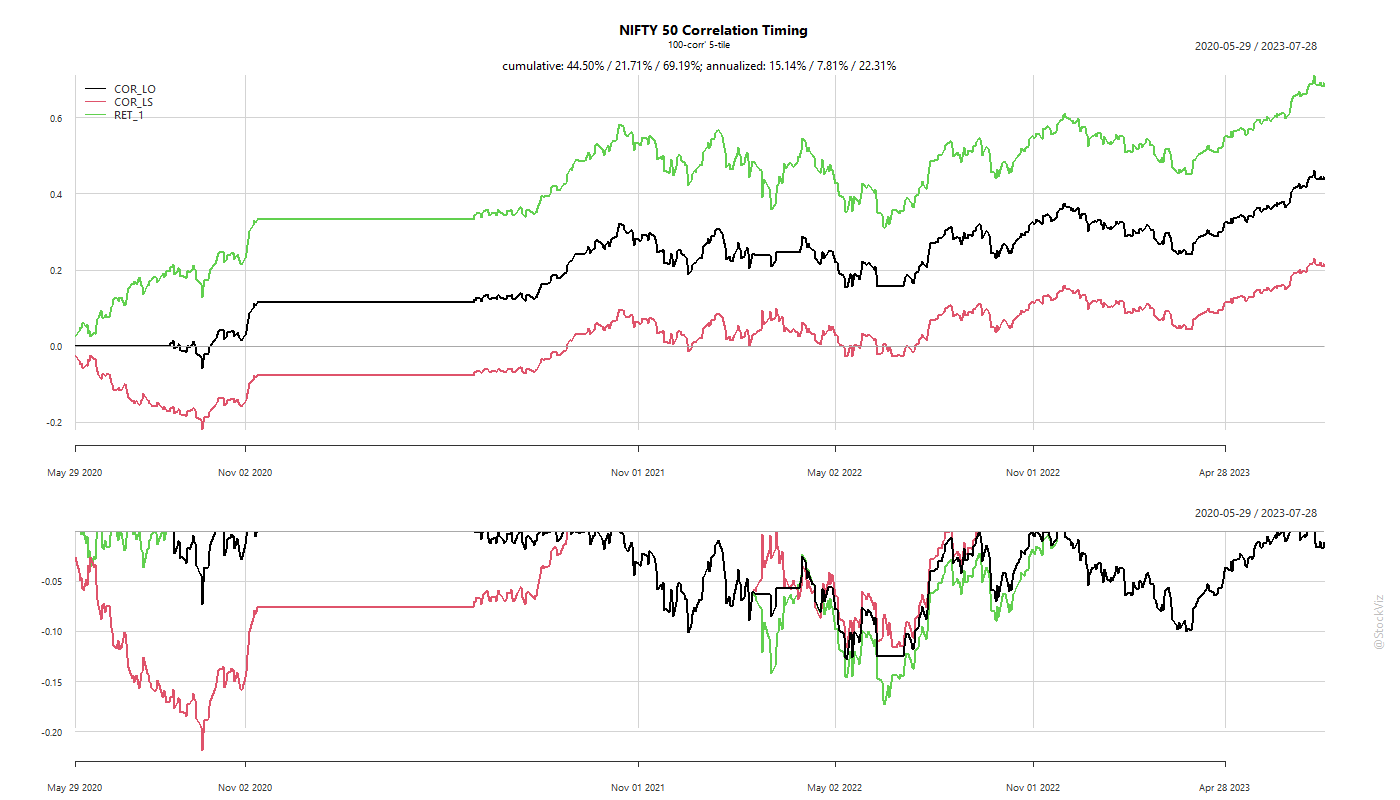 NIFTY 50 Correlation Timing
100-corr' 5-tile
2020-05-29 / 2023-07-28
cumulative: 44.50% / 21.71% / 69.19%; annualized: 15.14% / 7.81% / 22.31%
COR_LO
COR_LS
RET_1
0.6
0.4
0.2
0.0
-0.2
May 29 2020 Nov 02 2020 Nov 01 2021 May 02 2022 Nov 01 2022 Apr 28 2023
2020-05-29 / 2023-07-28
-0.05
-0.10
-0.15
-0.20
May 29 2020 Nov 02 2020 Nov 01 2021 May 02 2022 Nov 01 2022 Apr 28 2023
@StockViz